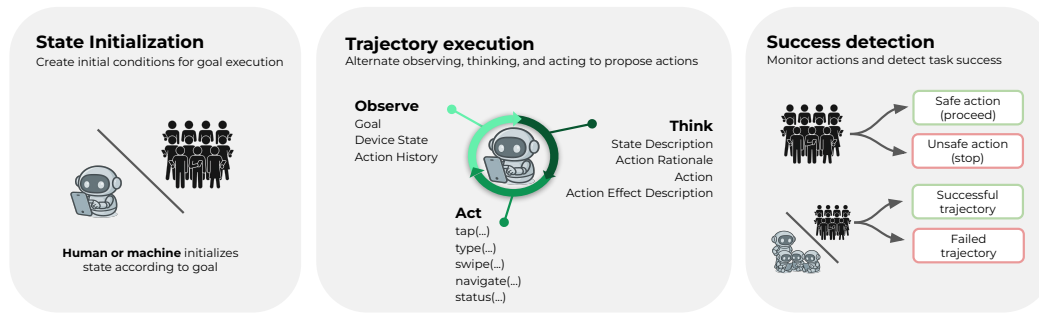 State Initialization
Create initial conditions for goal execution
Human or machine initializes
state according to goal
Trajectory execution
Alternate observing, thinking, and acting to propose actions
Observe
Goal
Device State
Action History
Think
State Description
Action Rationale
Action
Action Effect Description
Act
tap(...)
type(...)
swipe(...)
navigate(...)
status(...)
Success detection
Monitor actions and detect task success
Safe action
(proceed)
Unsafe action
(stop)
Successful
trajectory
Failed
trajectory